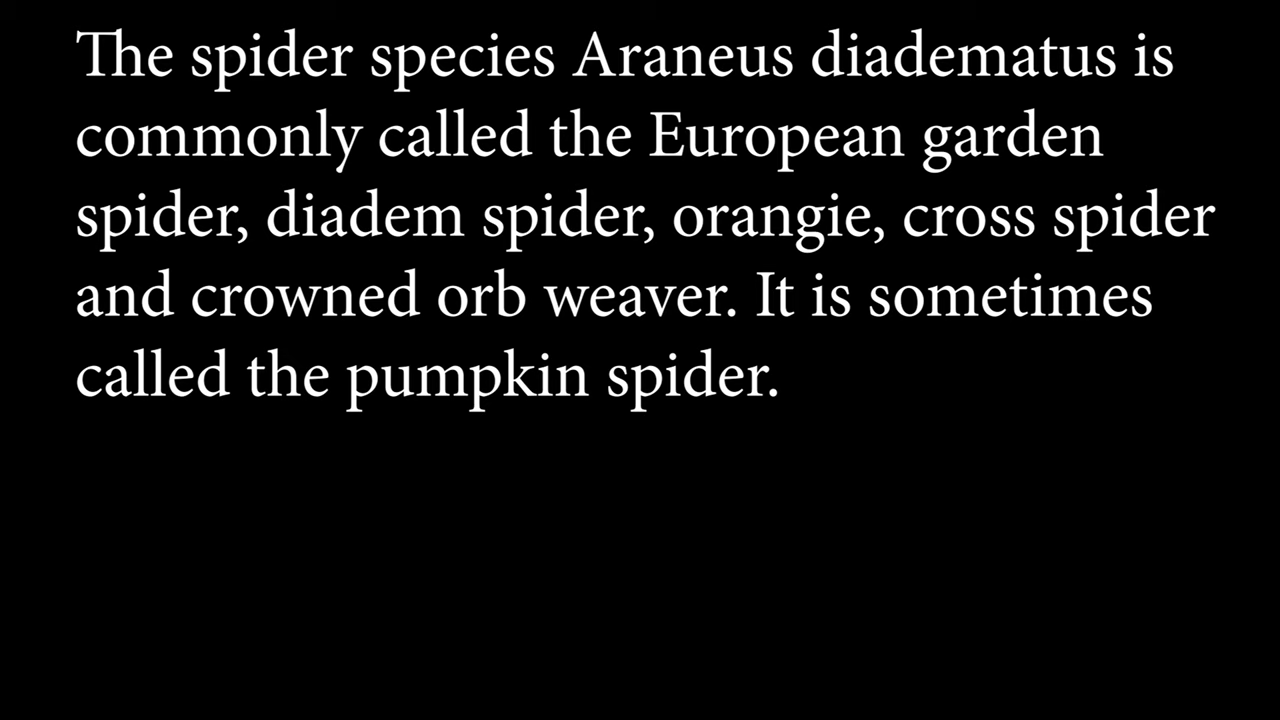 The spider species Araneus diadematus is
commonly called the European garden
spider, diadem spider, orangie, cross spider
and crowned orb weaver. It is sometimes
called the pumpkin spider.